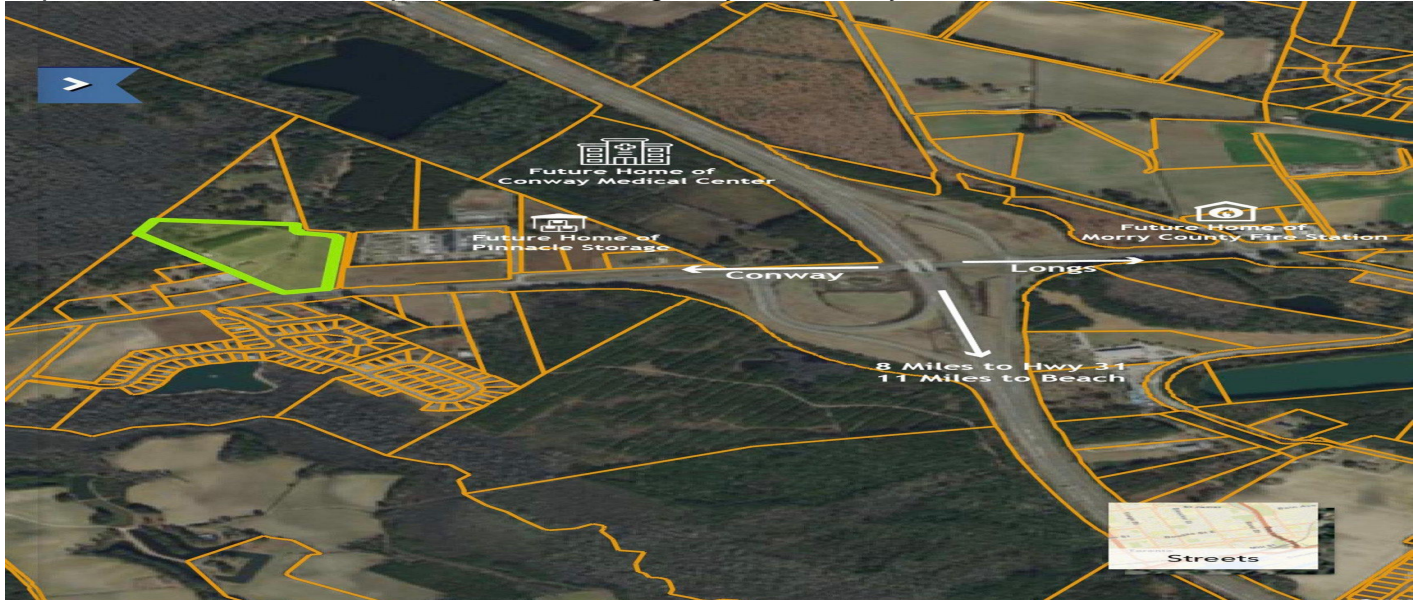 Future Home of
Conway Medical Center
Future Home of
Pinnacle Storage
Future Home of
Morry County Fire Station
Conway
Longs
8 Miles to Hwy 31
11 Miles to Beach
Streets